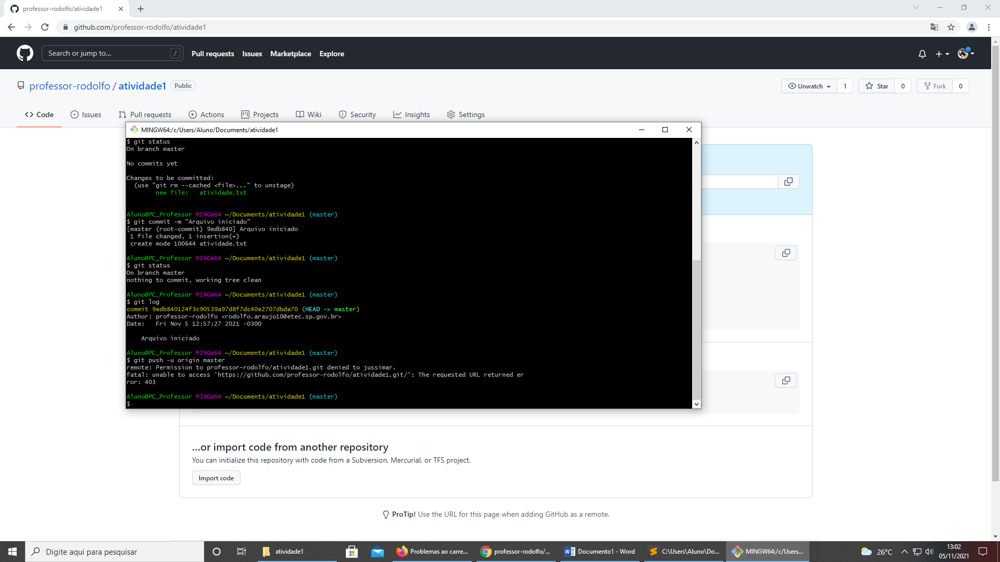 professor-rodolfo/atividade1
github.com/professor-rodolfo/atividade1
Search or jump to... /
Pull requests Issues Marketplace Explore
professor-rodolfo / atividade1 Public
Unwatch 1 Star 0 Fork 0
Code Issues Pull requests Actions Projects Wiki Security Insights Settings
MINGW64:/c/Users/Aluno/Documents/atividade1
$ git status
On branch master
No commits yet
Changes to be committed:
(use "git rm --cached <file>..." to unstage)
new file:   atividade.txt
Aluno@PC_Professor MINGW64 ~/Documents/atividade1 (master)
$ git commit -m "Arquivo iniciado"
[master (root-commit) 9edb840] Arquivo iniciado
1 file changed, 1 insertion(+)
create mode 100644 atividade.txt
Aluno@PC_Professor MINGW64 ~/Documents/atividade1 (master)
$ git status
On branch master
nothing to commit, working tree clean
Aluno@PC_Professor MINGW64 ~/Documents/atividade1 (master)
$ git log
commit 9edb840124f3c90539a97d8f7dc40e2707dbda70 (HEAD -> master)
Author: professor-rodolfo <rodolfo.araujo10@etec.sp.gov.br>
Date:   Fri Nov 5 12:57:27 2021 -0300
Arquivo iniciado
Aluno@PC_Professor MINGW64 ~/Documents/atividade1 (master)
$ git push -u origin master
remote: Permission to professor-rodolfo/atividade1.git denied to jussimar.
fatal: unable to access 'https://github.com/professor-rodolfo/atividade1.git/': The requested URL returned er
ror: 403
Aluno@PC_Professor MINGW64 ~/Documents/atividade1 (master)
$
...or import code from another repository
You can initialize this repository with code from a Subversion, Mercurial, or TFS project.
Import code
ProTip! Use the URL for this page when adding GitHub as a remote.
Digite aqui para pesquisar
atividade1
Problemas ao carre...
professor-rodolfo/...
Documento1 - Word
C:\Users\Aluno\Do...
MINGW64:/c/Users...
26°C
13:02
05/11/2021